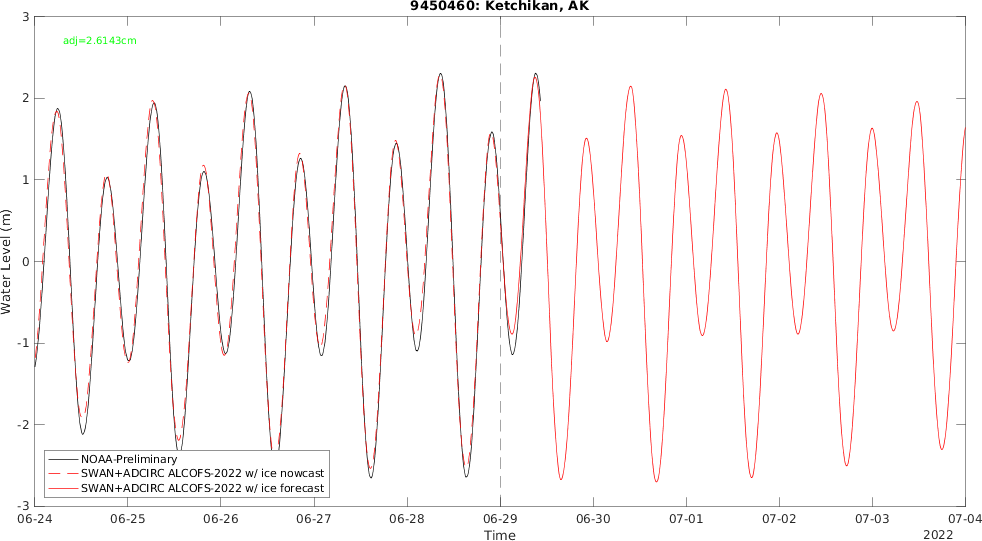 9450460: Ketchikan, AK
adj=2.6143cm
3
2
1
0
-1
-2
-3
Water Level (m)
NOAA-Preliminary
SWAN+ADCIRC ALCOFS-2022 w/ ice nowcast
SWAN+ADCIRC ALCOFS-2022 w/ ice forecast
06-24 06-25 06-26 06-27 06-28 06-29 06-30 07-01 07-02 07-03 07-04
Time
2022